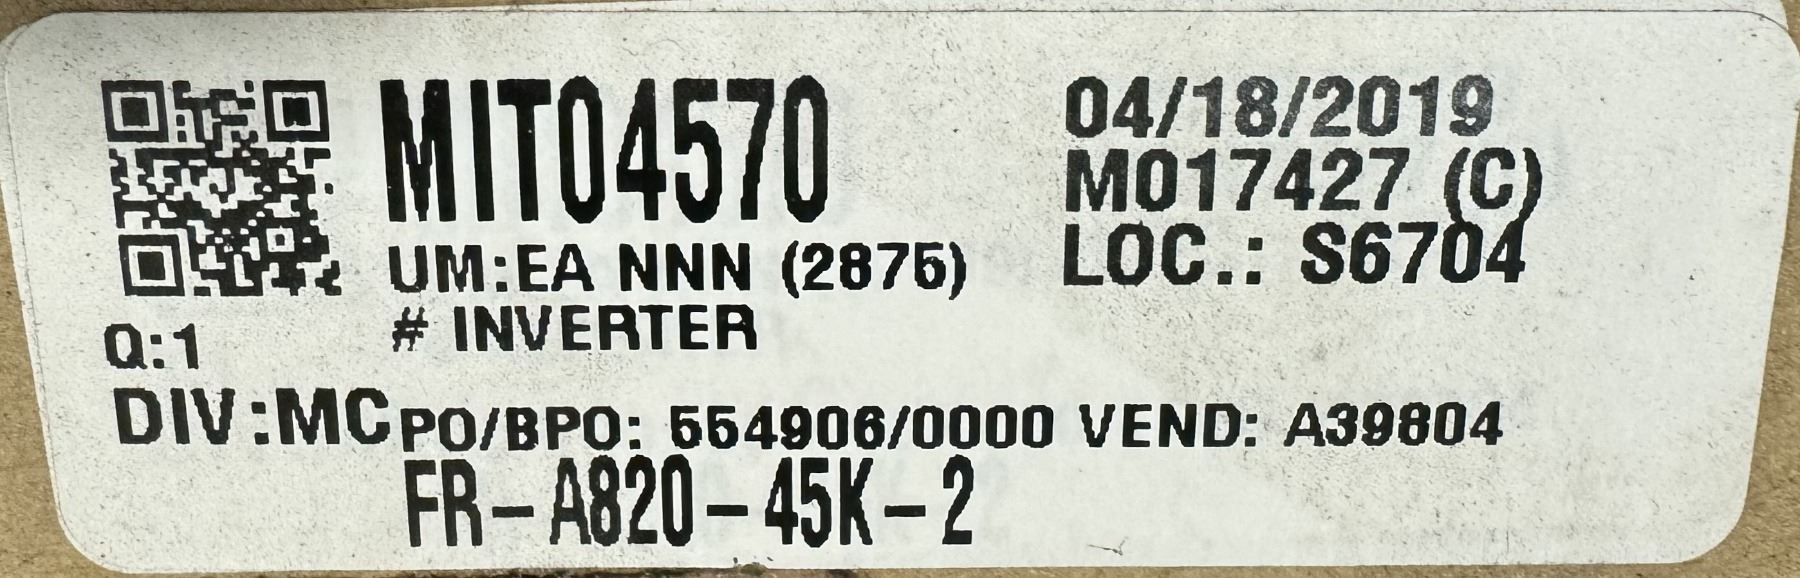 MIT04570
04/18/2019
M017427 (C)
UM:EA NNN (2875)
LOC.: S6704
# INVERTER
Q:1
DIV:MC
PO/BPO: 554906/0000 VEND: A39804
FR-A820-45K-2